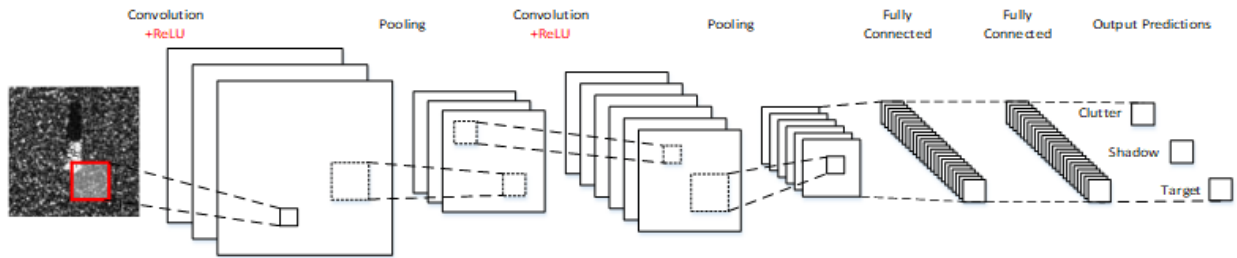 Convolution
+ReLU
Pooling
Convolution
+ReLU
Pooling
Fully
Connected
Fully
Connected
Output Predictions
Clutter
Shadow
Target